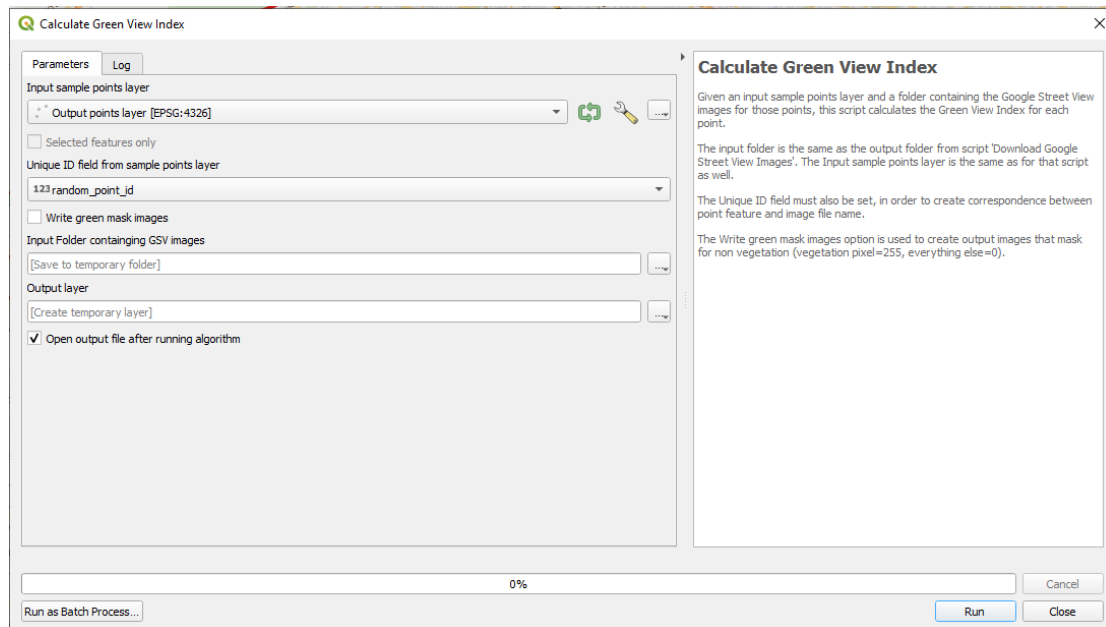 Calculate Green View Index
Parameters
Log
Input sample points layer
Output points layer [EPSG:4326]
Selected features only
Unique ID field from sample points layer
123 random_point_id
Write green mask images
Input Folder containging GSV images
[Save to temporary folder]
Output layer
[Create temporary layer]
Open output file after running algorithm
Calculate Green View Index
Given an input sample points layer and a folder containing the Google Street View
images for those points, this script calculates the Green View Index for each
point.
The input folder is the same as the output folder from script 'Download Google
Street View Images'. The Input sample points layer is the same as for that script
as well.
The Unique ID field must also be set, in order to create correspondence between
point feature and image file name.
The Write green mask images option is used to create output images that mask
for non vegetation (vegetation pixel=255, everything else=0).
0%
Cancel
Run as Batch Process...
Run
Close